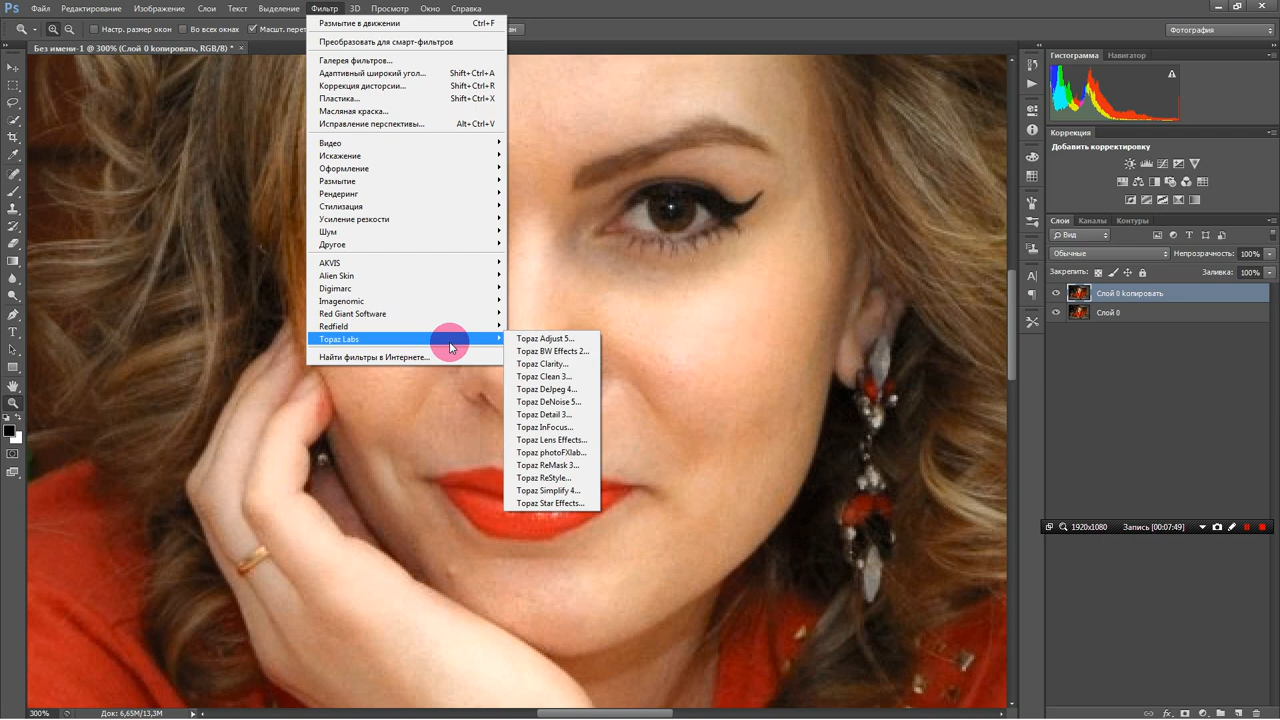 Ps Файл Редактирование Изображение Слои Текст Выделение Фильтр 3D Просмотр Окно Справка
Настр. размер окон Во всех окнах Масшт. перет
Фотография
Без имени-1 @ 300% (Слой 0 копировать, RGB/8) *
Размытие в движении Ctrl+F
Преобразовать для смарт-фильтров
Галерея фильтров...
Адаптивный широкий угол... Shift+Ctrl+A
Коррекция дисторсии... Shift+Ctrl+R
Пластика... Shift+Ctrl+X
Масляная краска...
Исправление перспективы... Alt+Ctrl+V
Видео
Искажение
Оформление
Размытие
Рендеринг
Стилизация
Усиление резкости
Шум
Другое
AKVIS
Alien Skin
Digimarc
Imagenomic
Red Giant Software
Redfield
Topaz Labs
Найти фильтры в Интернете...
Topaz Adjust 5...
Topaz BW Effects 2...
Topaz Clarity...
Topaz Clean 3...
Topaz DeJpeg 4...
Topaz DeNoise 5...
Topaz Detail 3...
Topaz InFocus...
Topaz Lens Effects...
Topaz photoFXlab...
Topaz ReMask 3...
Topaz ReStyle...
Topaz Simplify 4...
Topaz Star Effects...
Гистограмма Навигатор
Коррекция
Добавить корректировку
Слои Каналы Контуры
Вид
Обычные Непрозрачность: 100%
Закрепить: Заливка: 100%
Слой 0 копировать
Слой 0
1920x1080 Запись [00:07:49]
300% Док: 6,65M/13,3M